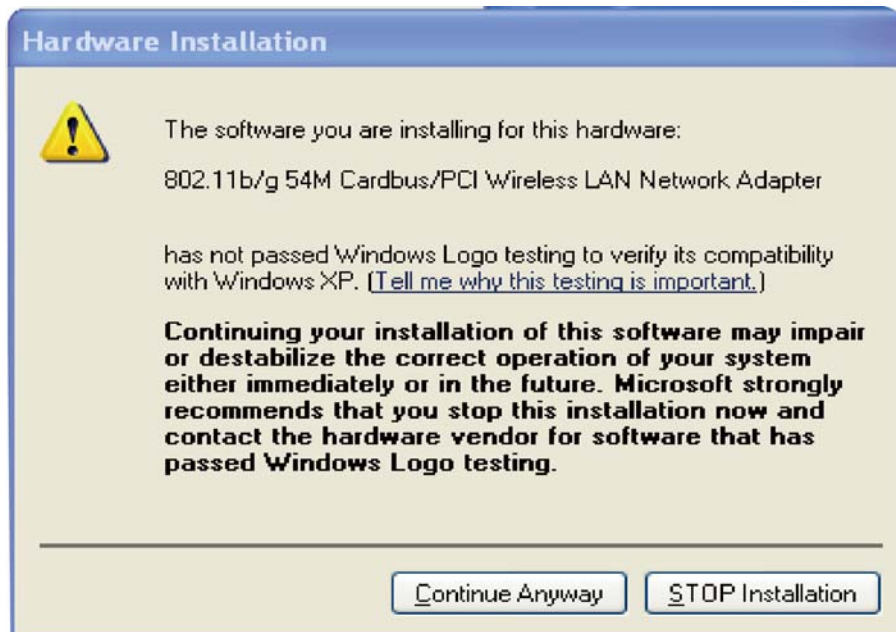 Hardware Installation
The software you are installing for this hardware:
802.11b/g 54M Cardbus/PCI Wireless LAN Network Adapter
has not passed Windows Logo testing to verify its compatibility
with Windows XP. (Tell me why this testing is important.)
Continuing your installation of this software may impair
or destabilize the correct operation of your system
either immediately or in the future. Microsoft strongly
recommends that you stop this installation now and
contact the hardware vendor for software that has
passed Windows Logo testing.
Continue Anyway STOP Installation